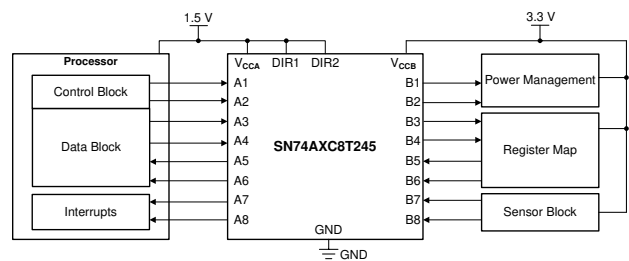 1.5 V
3.3 V
Processor
VCCA DIR1 DIR2 VCCB
Control Block
Data Block
Interrupts
A1
A2
A3
A4
A5
A6
A7
A8
SN74AXC8T245
B1
B2
B3
B4
B5
B6
B7
B8
Power Management
Register Map
Sensor Block
GND
GND